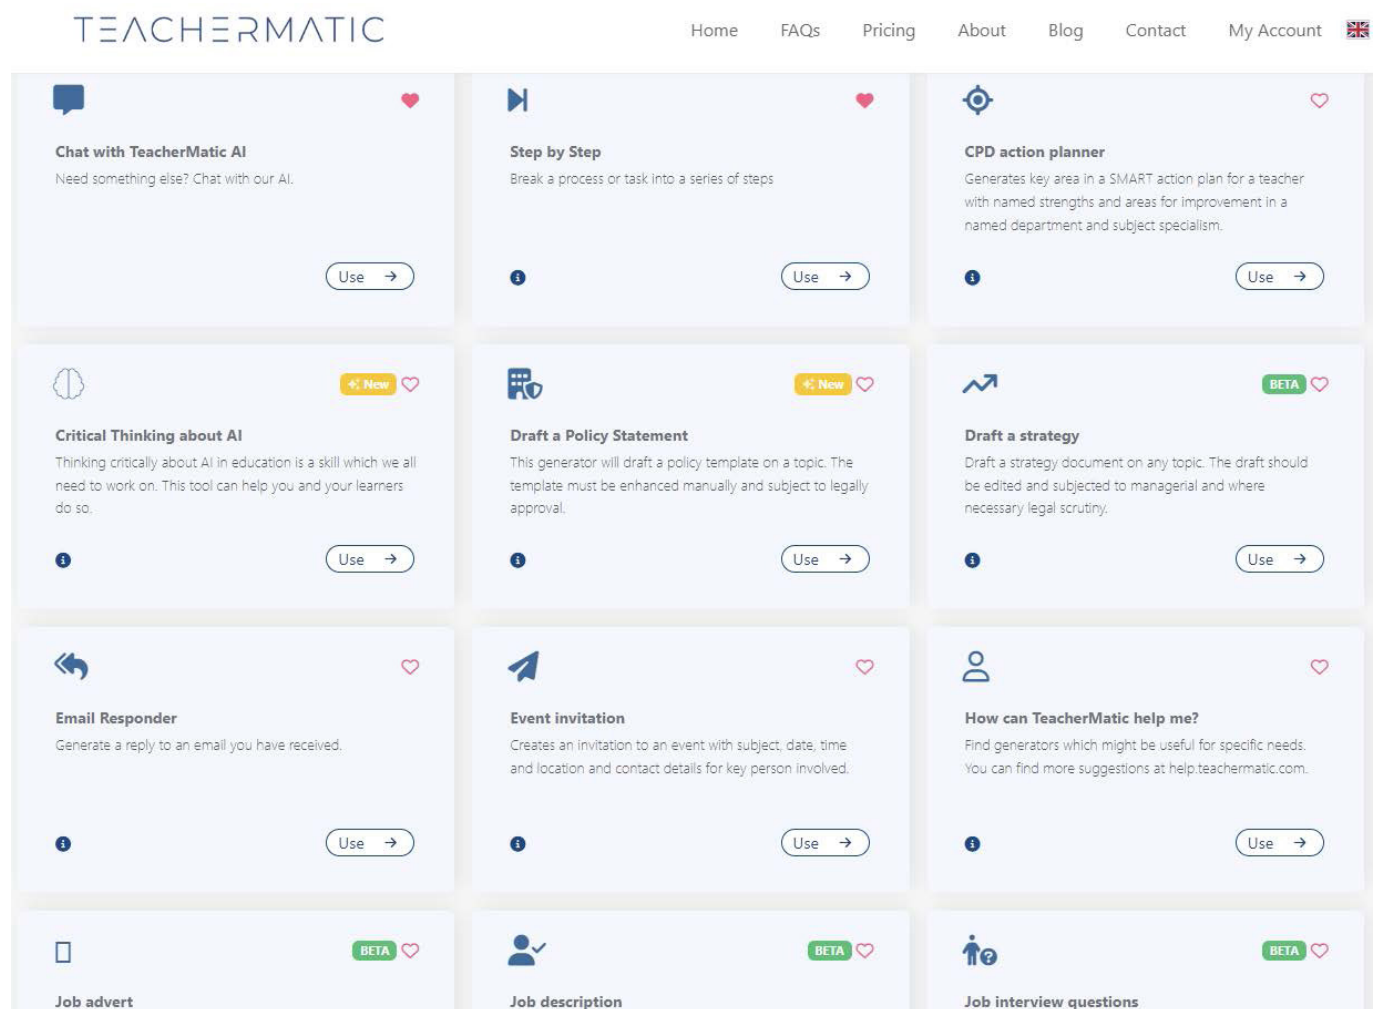 TEACHERMATIC
Home FAQs Pricing About Blog Contact My Account
Chat with TeacherMatic AI
Need something else? Chat with our AI.
Use
Step by Step
Break a process or task into a series of steps
Use
CPD action planner
Generates key area in a SMART action plan for a teacher
with named strengths and areas for improvement in a
named department and subject specialism.
Use
New
Critical Thinking about AI
Thinking critically about AI in education is a skill which we all
need to work on. This tool can help you and your learners
do so.
Use
New
Draft a Policy Statement
This generator will draft a policy template on a topic. The
template must be enhanced manually and subject to legally
approval.
Use
BETA
Draft a strategy
Draft a strategy document on any topic. The draft should
be edited and subjected to managerial and where
necessary legal scrutiny.
Use
Email Responder
Generate a reply to an email you have received.
Use
Event invitation
Creates an invitation to an event with subject, date, time
and location and contact details for key person involved.
Use
How can TeacherMatic help me?
Find generators which might be useful for specific needs.
You can find more suggestions at help.teachermatic.com.
Use
BETA
Job advert
BETA
Job description
BETA
Job interview questions